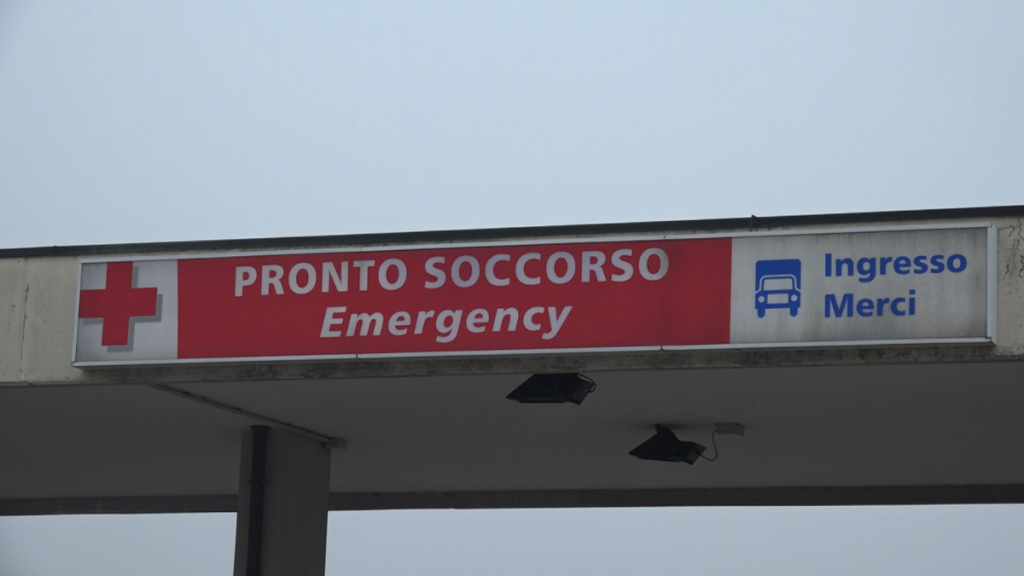 PRONTO SOCCORSO
Emergency
Ingresso
Merci